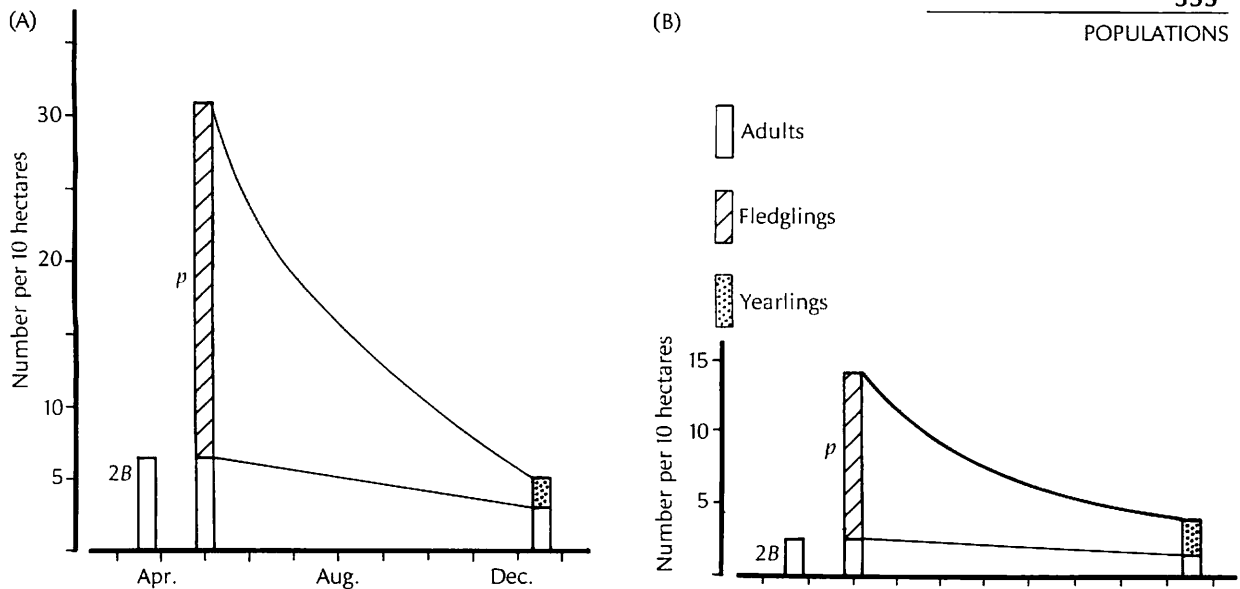 (A)
(B)
POPULATIONS
Adults
Fledglings
Yearlings
Number per 10 hectares
30
20
10
5
p
2B
Apr.
Aug.
Dec.
Number per 10 hectares
15
10
5
p
2B